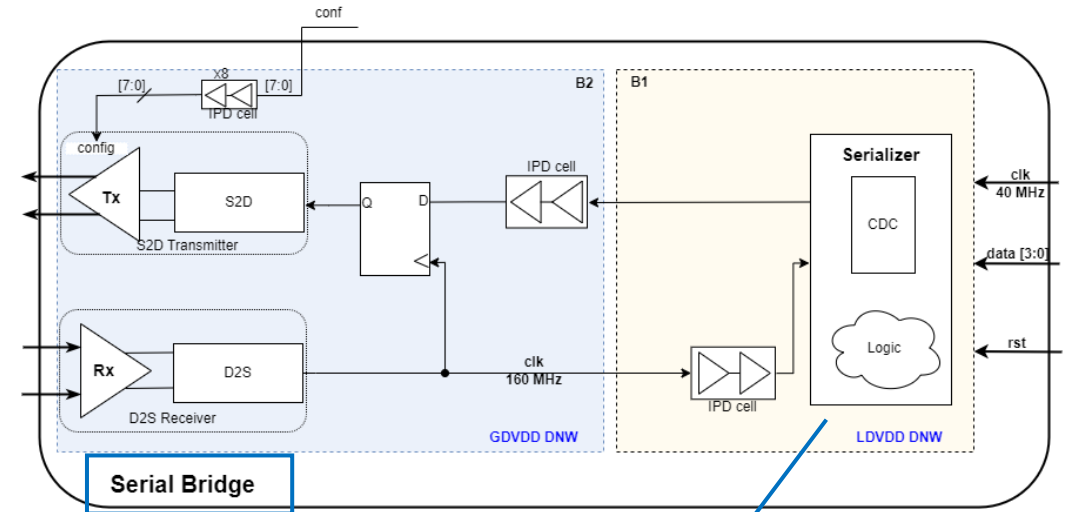 conf
x8
[7:0]
[7:0]
IPD cell
B2
B1
config
Tx
S2D
S2D Transmitter
Q
D
IPD cell
Serializer
CDC
Logic
clk
40 MHz
data [3:0]
rst
Rx
D2S
D2S Receiver
clk
160 MHz
IPD cell
GDVDD DNW
LDVDD DNW
Serial Bridge